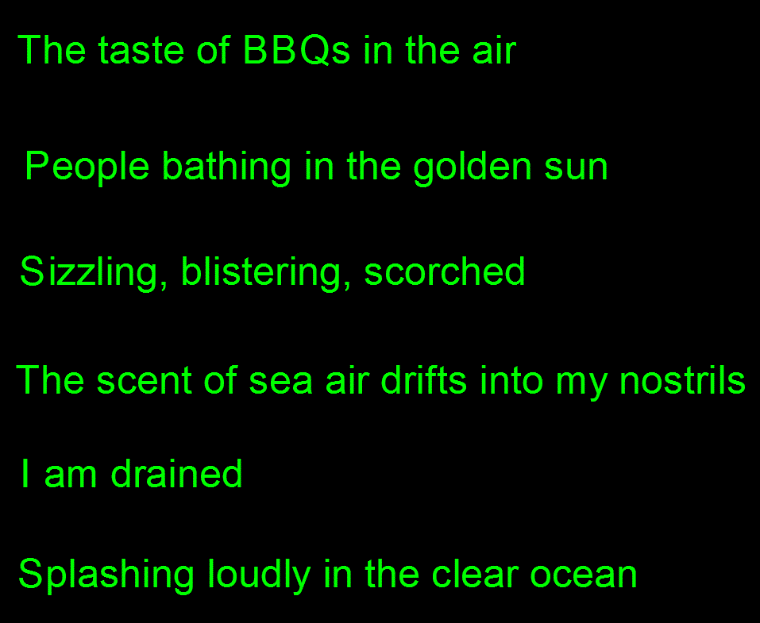 The taste of BBQs in the air
People bathing in the golden sun
Sizzling, blistering, scorched
The scent of sea air drifts into my nostrils
I am drained
Splashing loudly in the clear ocean